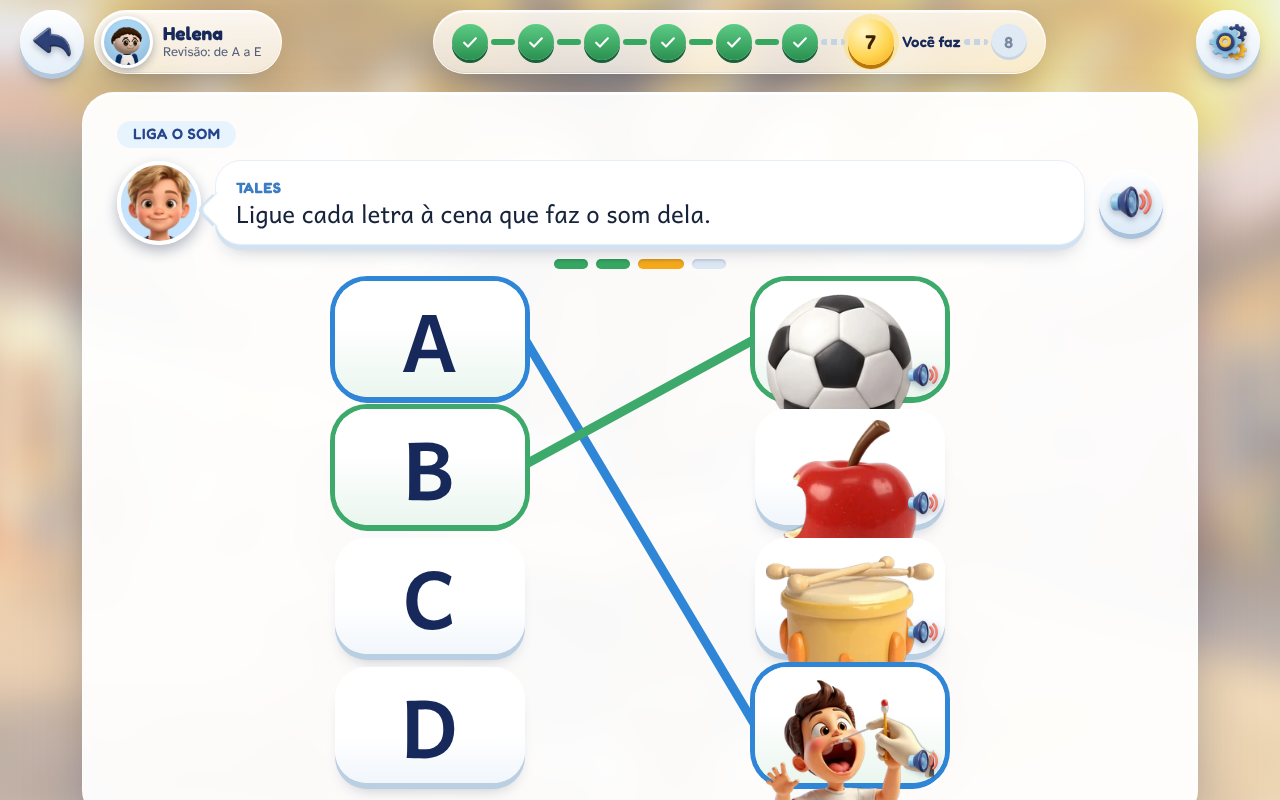 Helena
Revisão: de A a E
7
Você faz
8
LIGA O SOM
TALES
Ligue cada letra à cena que faz o som dela.
A
B
C
D